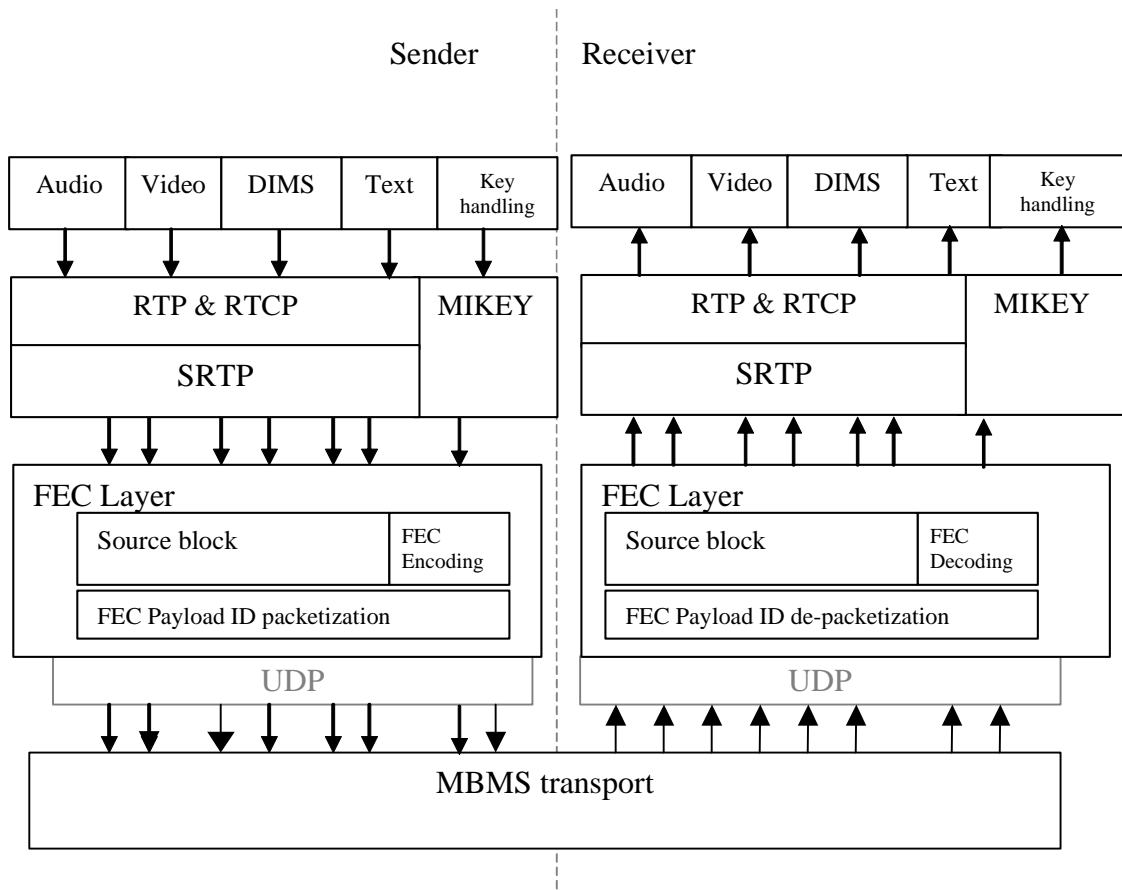 Sender
Receiver
Audio
Video
DIMS
Text
Key
handling
Audio
Video
DIMS
Text
Key
handling
RTP & RTCP
MIKEY
RTP & RTCP
MIKEY
SRTP
SRTP
FEC Layer
FEC Layer
Source block
FEC
Encoding
Source block
FEC
Decoding
FEC Payload ID packetization
FEC Payload ID de-packetization
UDP
UDP
MBMS transport